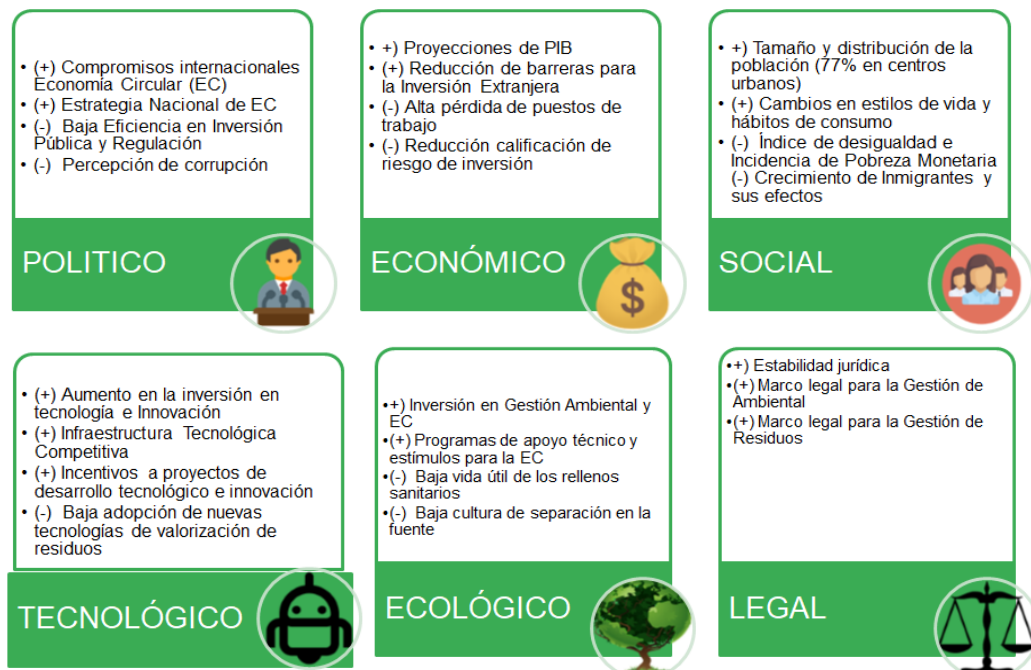 • (+) Compromisos internacionales
Economía Circular (EC)
• (+) Estrategia Nacional de EC
• (-) Baja Eficiencia en Inversión
Pública y Regulación
• (-) Percepción de corrupción
POLITICO
• +) Proyecciones de PIB
• (+) Reducción de barreras para
la Inversión Extranjera
• (-) Alta pérdida de puestos de
trabajo
• (-) Reducción calificación de
riesgo de inversión
ECONÓMICO
$
• +) Tamaño y distribución de la
población (77% en centros
urbanos)
• (+) Cambios en estilos de vida y
hábitos de consumo
• (-) Índice de desigualdad e
Incidencia de Pobreza Monetaria
(-) Crecimiento de Inmigrantes y
sus efectos
SOCIAL
• (+) Aumento en la inversión en
tecnología e Innovación
• (+) Infraestructura Tecnológica
Competitiva
• (+) Incentivos a proyectos de
desarrollo tecnológico e innovación
• (-) Baja adopción de nuevas
tecnologías de valorización de
residuos
TECNOLÓGICO
•+) Inversión en Gestión Ambiental y
EC
•(+) Programas de apoyo técnico y
estímulos para la EC
•(-) Baja vida útil de los rellenos
sanitarios
•(-) Baja cultura de separación en la
fuente
ECOLÓGICO
•+) Estabilidad jurídica
•(+) Marco legal para la Gestión de
Ambiental
•(+) Marco legal para la Gestión de
Residuos
LEGAL